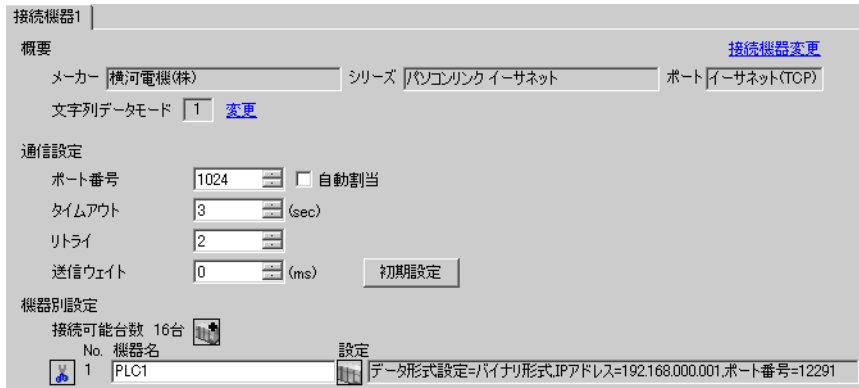 接続機器1
概要 接続機器変更
メーカー 横河電機(株) シリーズ パソコンリンク イーサネット ポート イーサネット(TCP)
文字列データモード 1 変更
通信設定
ポート番号 1024 自動割当
タイムアウト 3 (sec)
リトライ 2
送信ウェイト 0 (ms) 初期設定
機器別設定
接続可能台数 16台
No. 機器名 設定
1 PLC1 データ形式設定=バイナリ形式,IPアドレス=192.168.000.001,ポート番号=12291